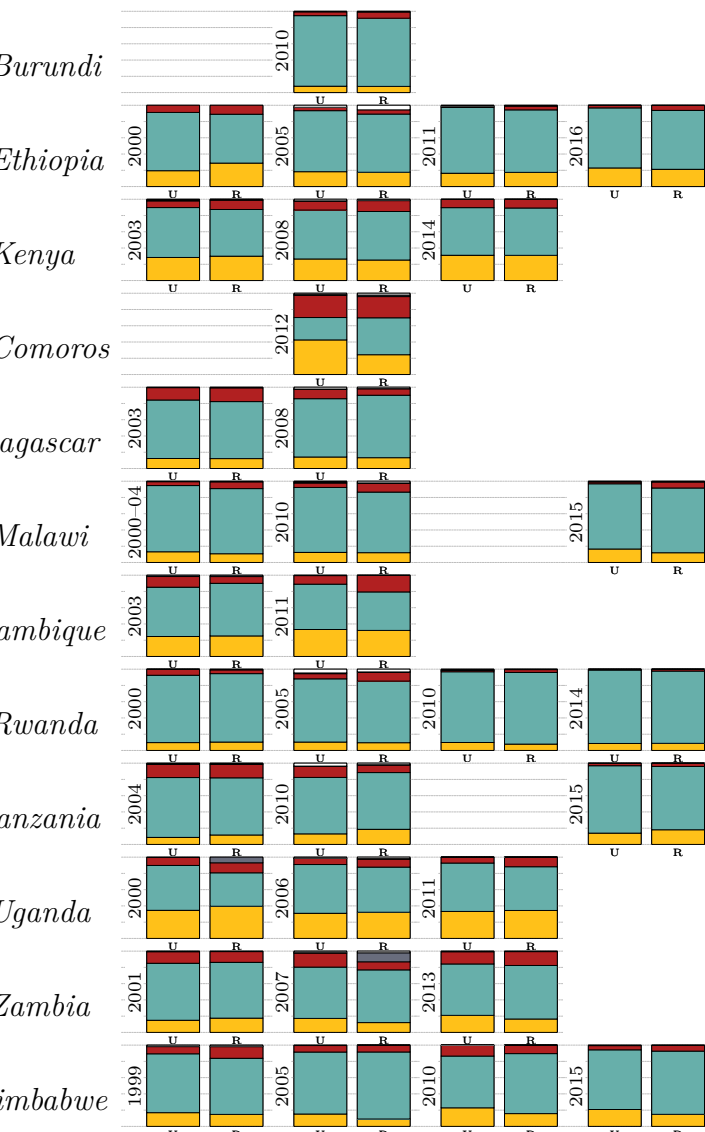 2010
Burundi
U R
2000 2005 2011 2016
Ethiopia
U R U R U R U R
2003 2008 2014
Kenya
U R U R U R
2012
Comoros
U R
2003 2008
agascar
U R U R
2000–04 2010 2015
Malawi
U R U R U R
2003 2011
ambique
U R U R
2000 2005 2010 2014
Rwanda
U R U R U R U R
2004 2010 2015
anzania
U R U R U R
2000 2006 2011
Uganda
U R U R U R
2001 2007 2013
Zambia
U R U R U R
1999 2005 2010 2015
imbabwe